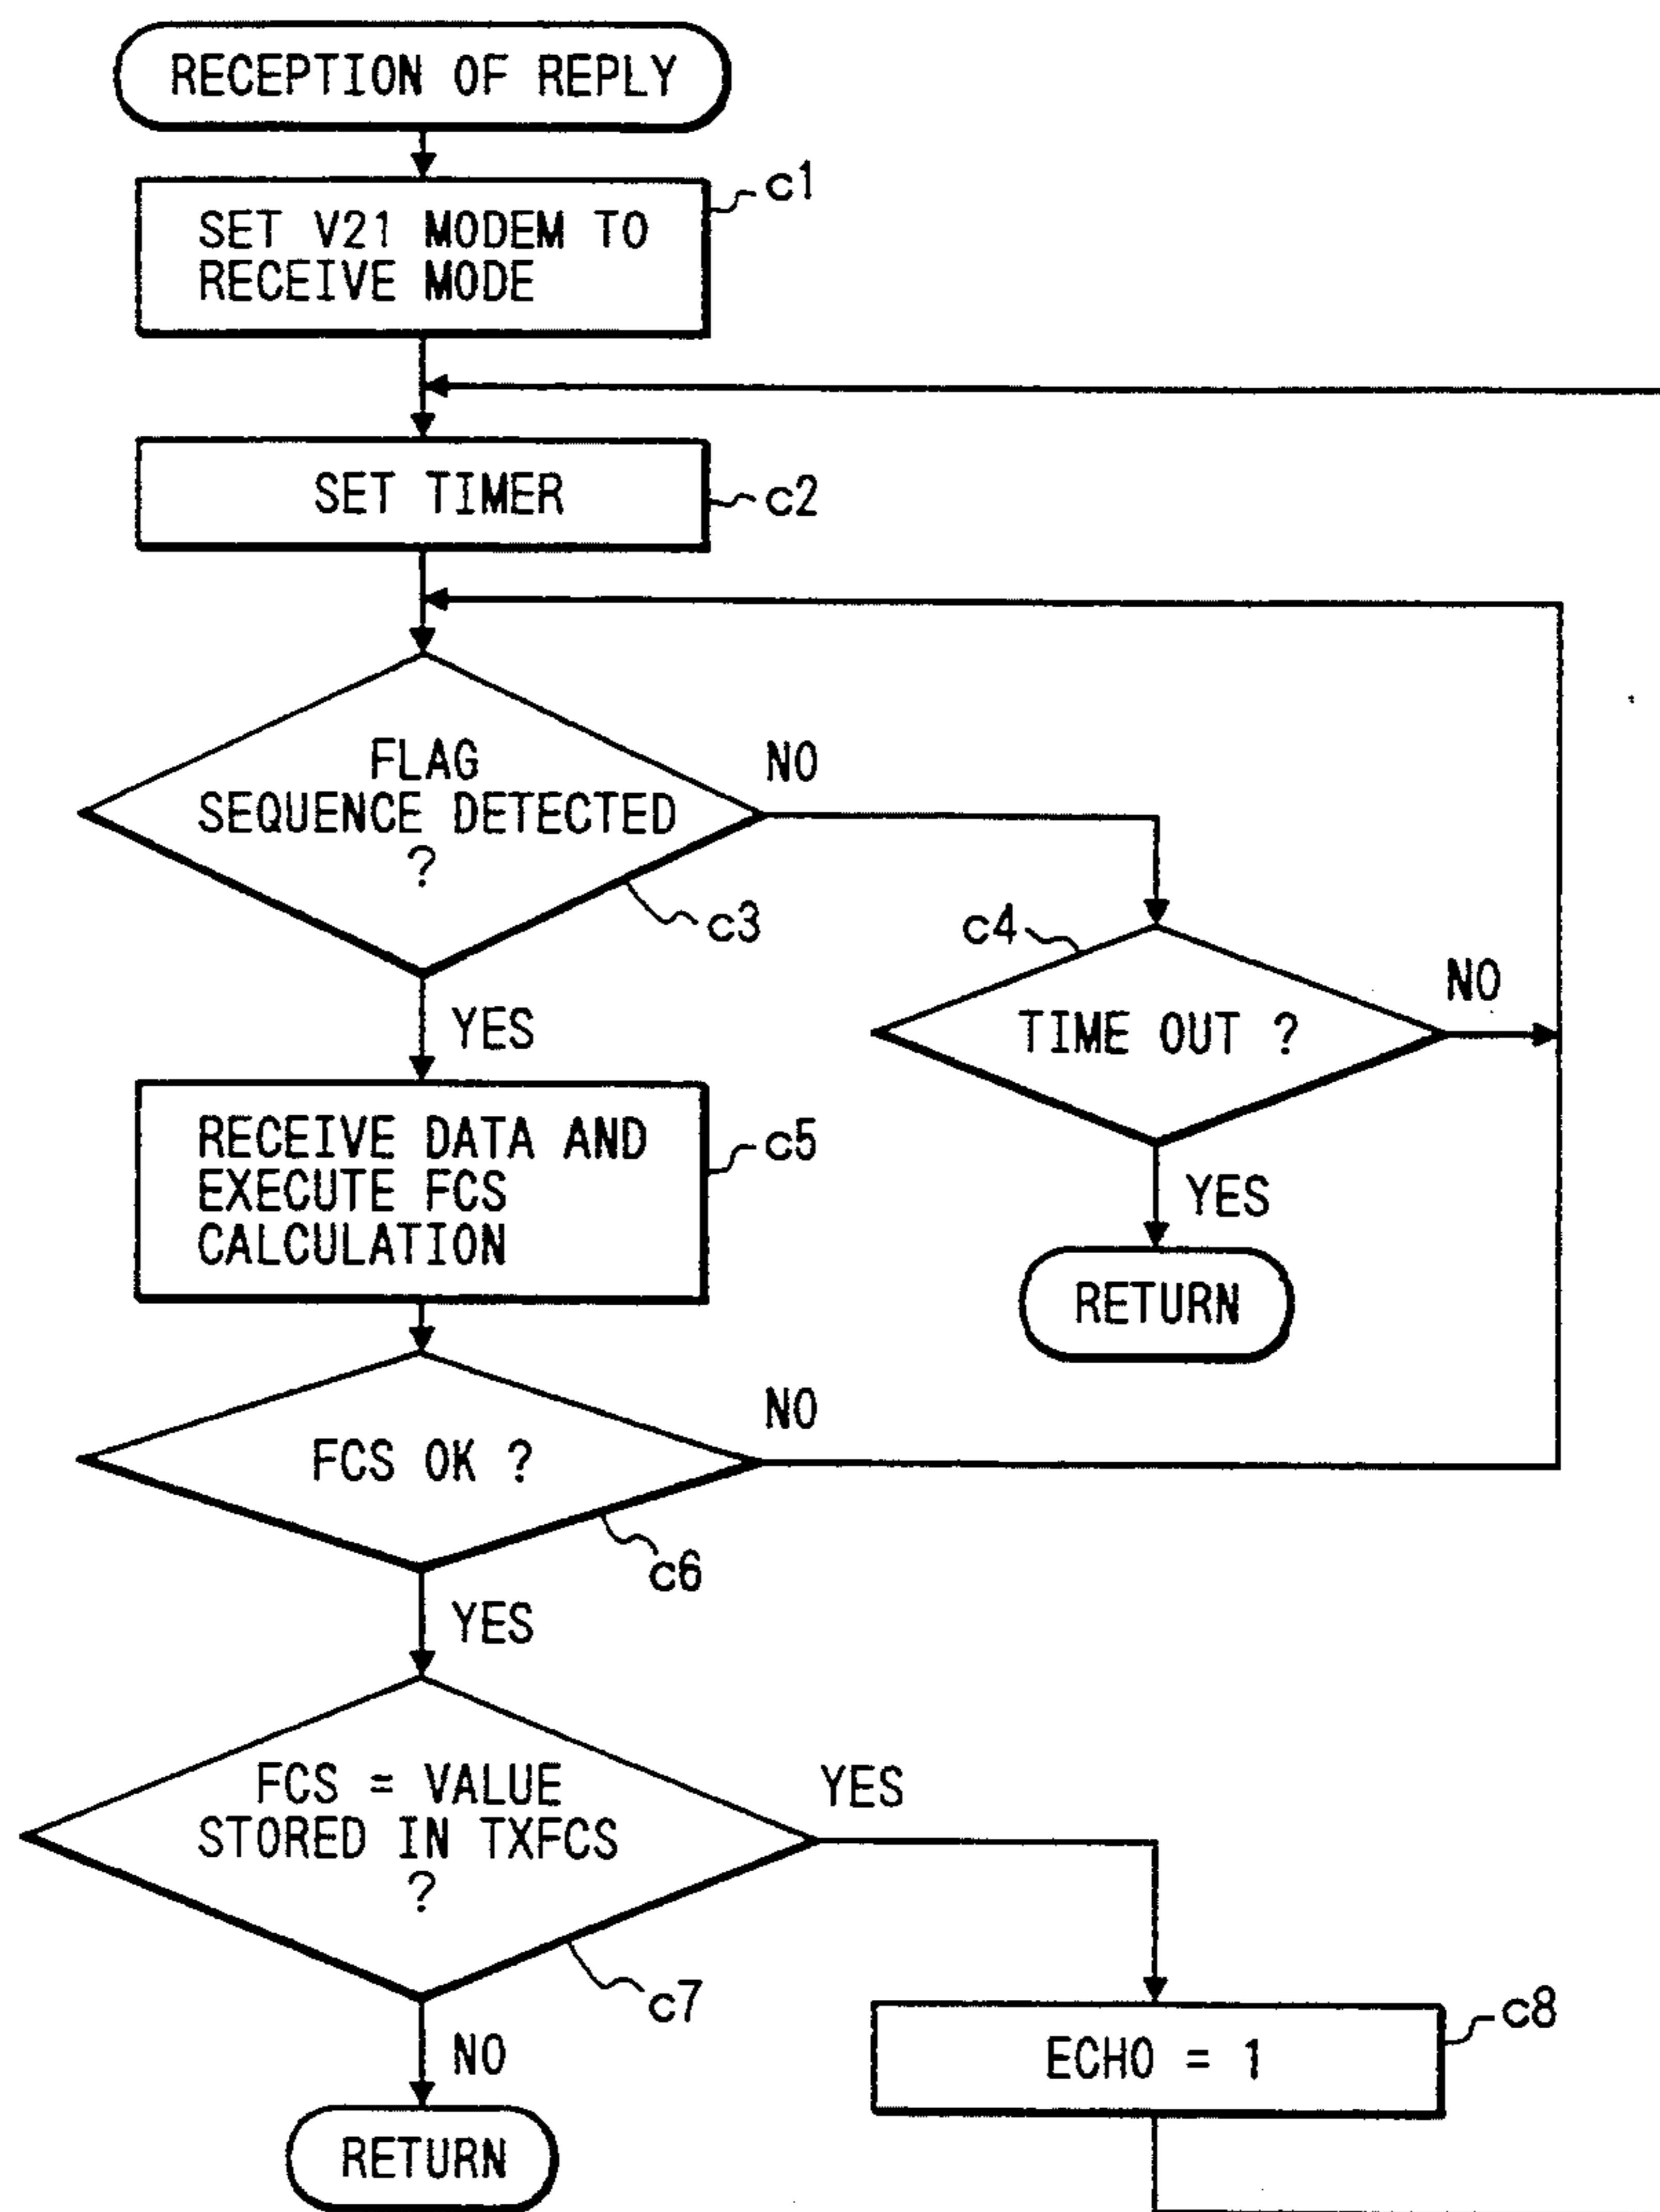 RECEPTION OF REPLY
c1
SET V21 MODEM TO
RECEIVE MODE
SET TIMER
c2
FLAG
SEQUENCE DETECTED
?
NO
c3
c4
TIME OUT ?
NO
YES
YES
RECEIVE DATA AND
EXECUTE FCS
CALCULATION
c5
RETURN
FCS OK ?
NO
c6
YES
FCS = VALUE
STORED IN TXFCS
?
YES
c7
c8
ECHO = 1
NO
RETURN